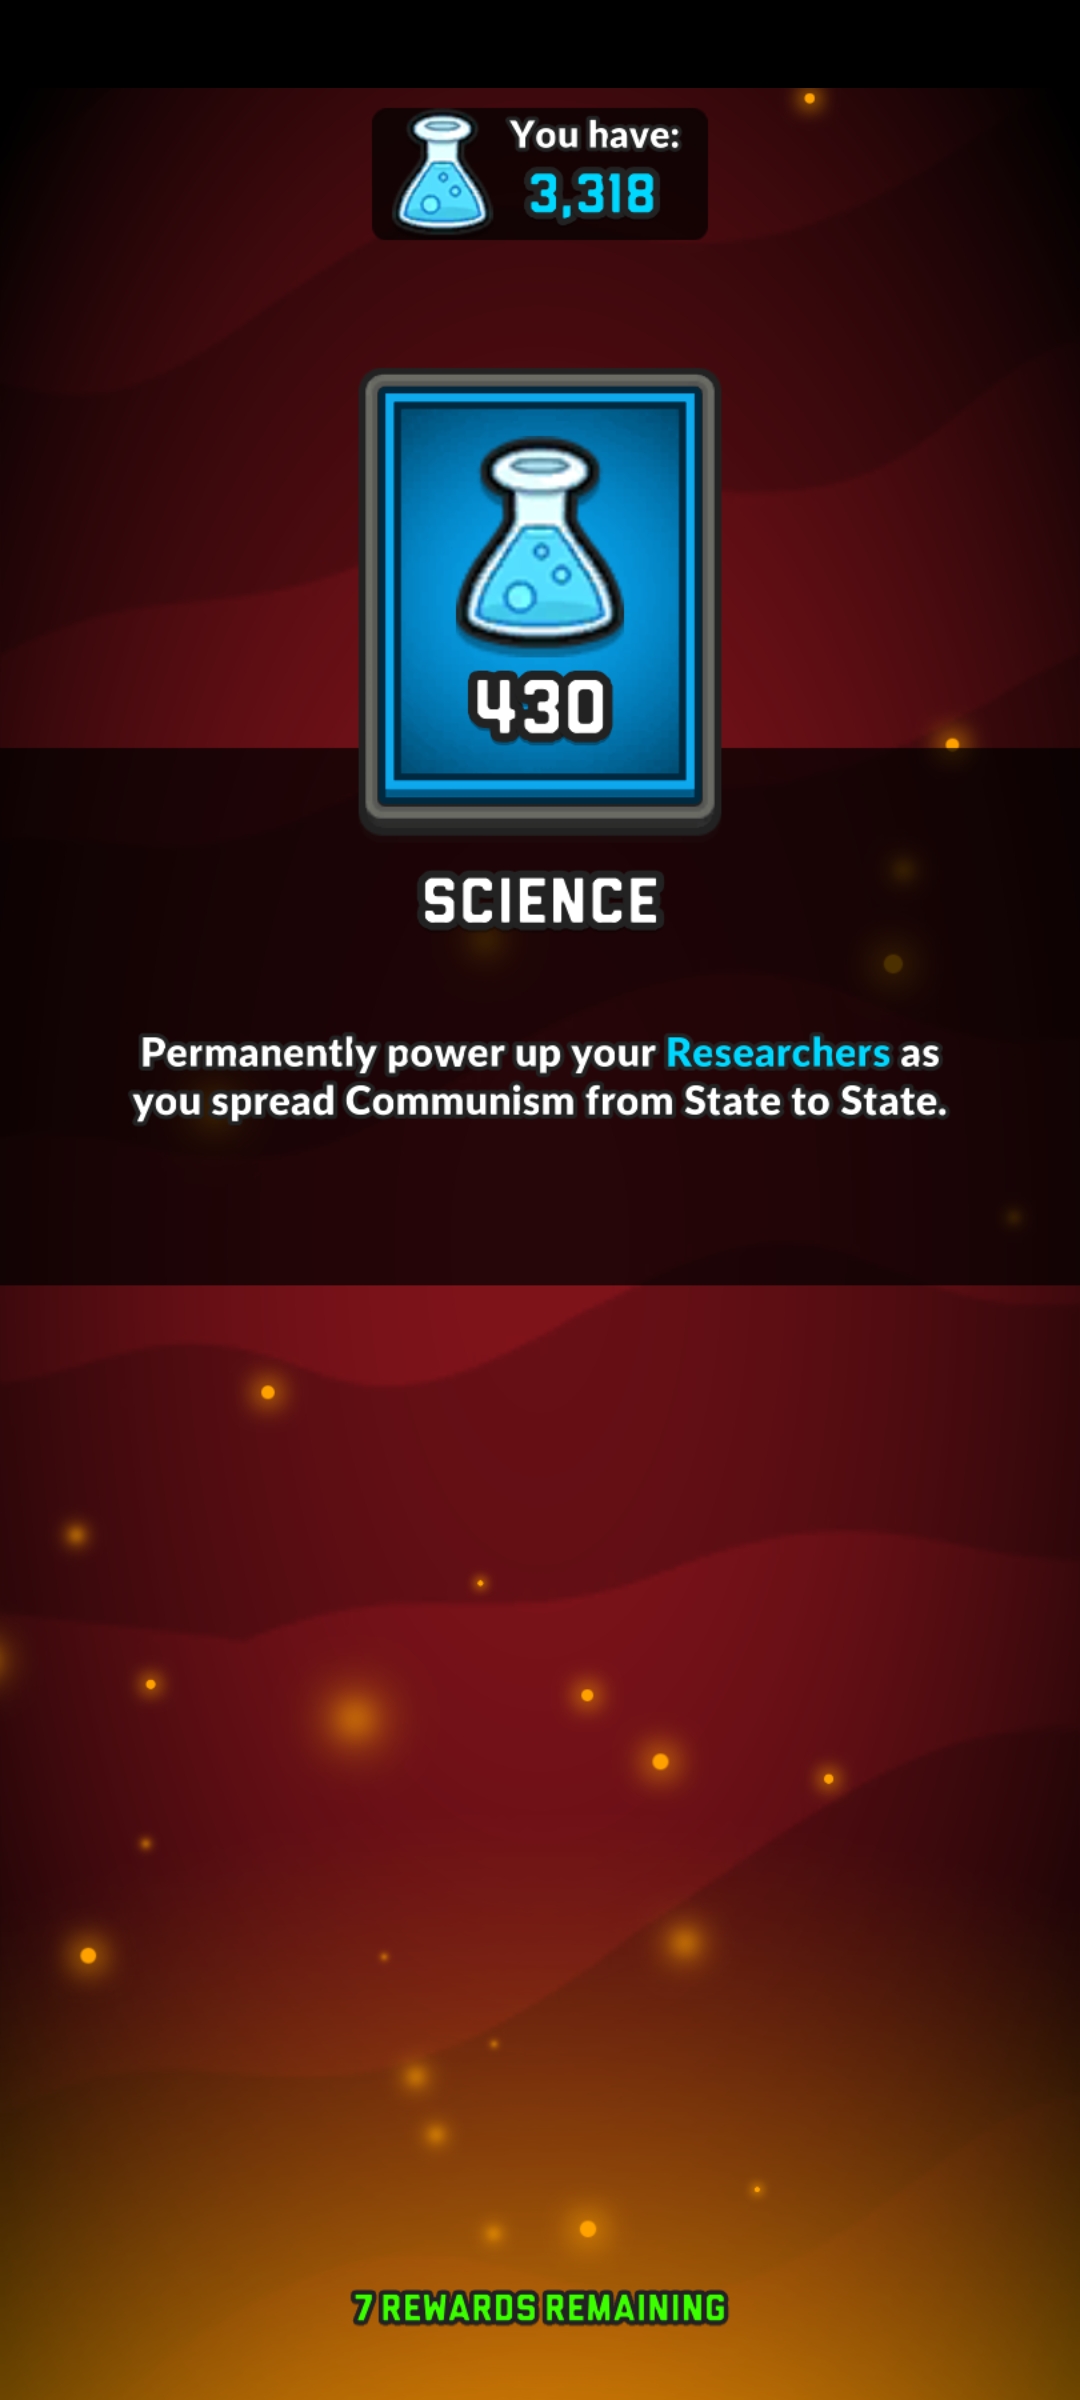 You have:
3,318
430
SCIENCE
Permanently power up your Researchers as
you spread Communism from State to State.
7 REWARDS REMAINING